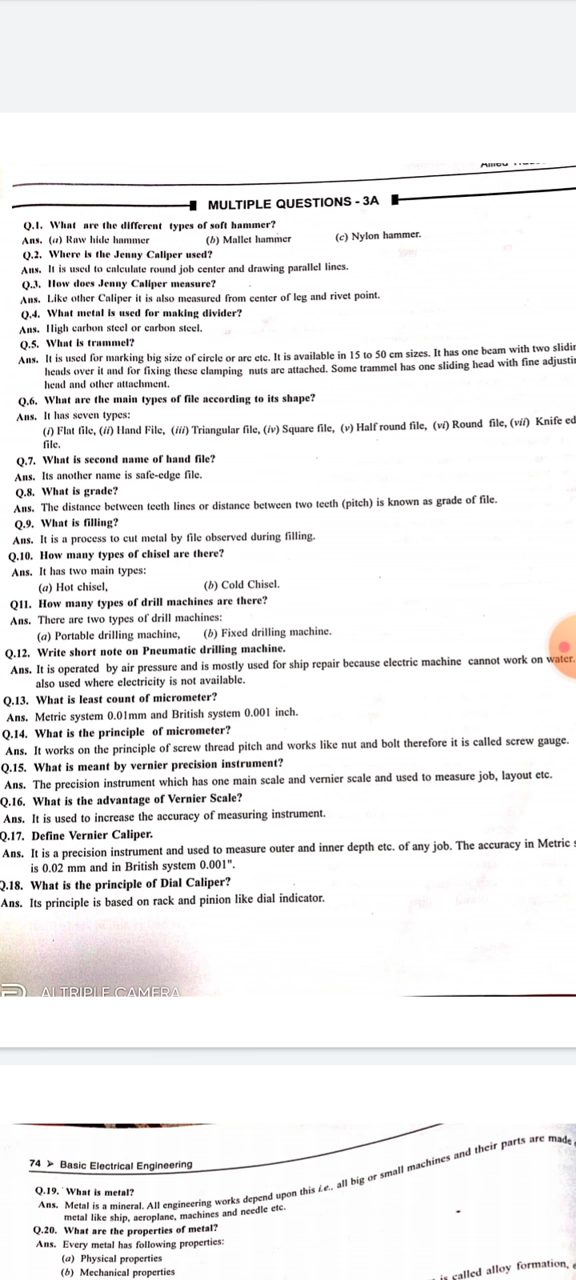 MULTIPLE QUESTIONS - 3A
Q.1. What are the different types of soft hammer?
Ans. (a) Raw hide hammer (b) Mallet hammer (c) Nylon hammer.
Q.2. Where is the Jenny Caliper used?
Ans. It is used to calculate round job center and drawing parallel lines.
Q.3. How does Jenny Caliper measure?
Ans. Like other Caliper it is also measured from center of leg and rivet point.
Q.4. What metal is used for making divider?
Ans. High carbon steel or carbon steel.
Q.5. What is trammel?
Ans. It is used for marking big size of circle or arc etc. It is available in 15 to 50 cm sizes. It has one beam with two slidin
heads over it and for fixing these clamping nuts are attached. Some trammel has one sliding head with fine adjustin
head and other attachment.
Q.6. What are the main types of file according to its shape?
Ans. It has seven types:
(i) Flat file, (ii) Hand File, (iii) Triangular file, (iv) Square file, (v) Half round file, (vi) Round file, (vii) Knife ed
file.
Q.7. What is second name of hand file?
Ans. Its another name is safe-edge file.
Q.8. What is grade?
Ans. The distance between teeth lines or distance between two teeth (pitch) is known as grade of file.
Q.9. What is filling?
Ans. It is a process to cut metal by file observed during filling.
Q.10. How many types of chisel are there?
Ans. It has two main types:
(a) Hot chisel, (b) Cold Chisel.
Q11. How many types of drill machines are there?
Ans. There are two types of drill machines:
(a) Portable drilling machine, (b) Fixed drilling machine.
Q.12. Write short note on Pneumatic drilling machine.
Ans. It is operated by air pressure and is mostly used for ship repair because electric machine cannot work on water.
also used where electricity is not available.
Q.13. What is least count of micrometer?
Ans. Metric system 0.01mm and British system 0.001 inch.
Q.14. What is the principle of micrometer?
Ans. It works on the principle of screw thread pitch and works like nut and bolt therefore it is called screw gauge.
Q.15. What is meant by vernier precision instrument?
Ans. The precision instrument which has one main scale and vernier scale and used to measure job, layout etc.
Q.16. What is the advantage of Vernier Scale?
Ans. It is used to increase the accuracy of measuring instrument.
Q.17. Define Vernier Caliper.
Ans. It is a precision instrument and used to measure outer and inner depth etc. of any job. The accuracy in Metric s
is 0.02 mm and in British system 0.001".
Q.18. What is the principle of Dial Caliper?
Ans. Its principle is based on rack and pinion like dial indicator.
AI TRIPLE CAMERA
74 > Basic Electrical Engineering
Q.19. What is metal?
Ans. Metal is a mineral. All engineering works depend upon this i.e., all big or small machines and their parts are made
metal like ship, aeroplane, machines and needle etc.
Q.20. What are the properties of metal?
Ans. Every metal has following properties:
(a) Physical properties
(b) Mechanical properties
is called alloy formation,